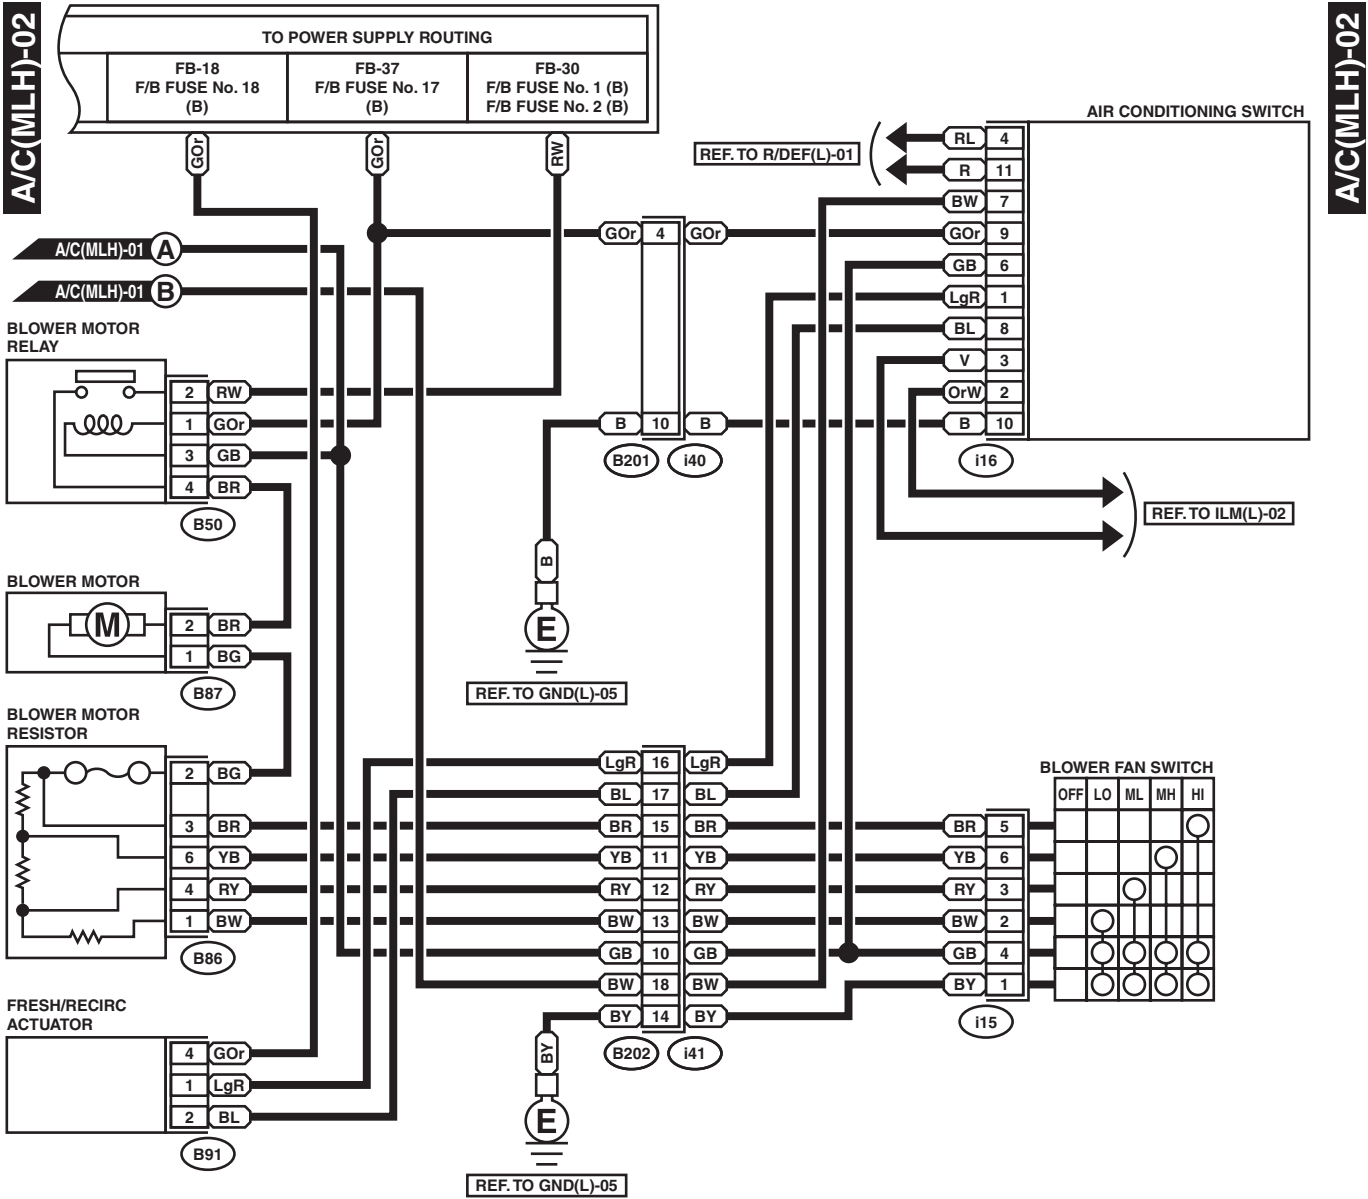 A/C(MLH)-02
A/C(MLH)-02
TO POWER SUPPLY ROUTING
FB-18
F/B FUSE No. 18
(B)
FB-37
F/B FUSE No. 17
(B)
FB-30
F/B FUSE No. 1 (B)
F/B FUSE No. 2 (B)
GOr
GOr
RW
A/C(MLH)-01 A
A/C(MLH)-01 B
BLOWER MOTOR
RELAY
2 RW
1 GOr
3 GB
4 BR
B50
BLOWER MOTOR
M
2 BR
1 BG
B87
BLOWER MOTOR
RESISTOR
2 BG
3 BR
6 YB
4 RY
1 BW
B86
FRESH/RECIRC
ACTUATOR
4 GOr
1 LgR
2 BL
B91
GOr 4 GOr
B 10 B
B201 i40
B
E
REF. TO GND(L)-05
LgR 16 LgR
BL 17 BL
BR 15 BR
YB 11 YB
RY 12 RY
BW 13 BW
GB 10 GB
BW 18 BW
BY 14 BY
B202 i41
BY
E
REF. TO GND(L)-05
AIR CONDITIONING SWITCH
REF. TO R/DEF(L)-01
RL 4
R 11
BW 7
GOr 9
GB 6
LgR 1
BL 8
V 3
OrW 2
B 10
i16
REF. TO ILM(L)-02
BLOWER FAN SWITCH
OFF LO ML MH HI
BR 5
YB 6
RY 3
BW 2
GB 4
BY 1
i15